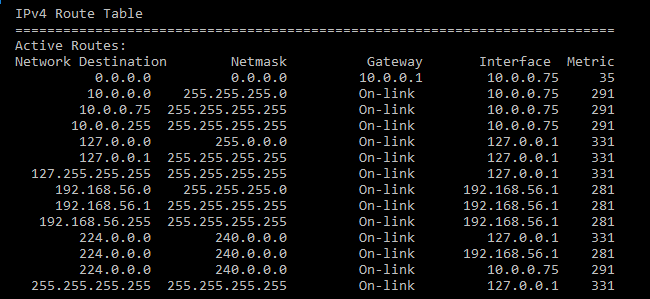 IPv4 Route Table
===========================================================================
Active Routes:
Network Destination        Netmask          Gateway       Interface  Metric
          0.0.0.0          0.0.0.0         10.0.0.1        10.0.0.75     35
         10.0.0.0    255.255.255.0         On-link         10.0.0.75    291
        10.0.0.75  255.255.255.255         On-link         10.0.0.75    291
       10.0.0.255  255.255.255.255         On-link         10.0.0.75    291
        127.0.0.0        255.0.0.0         On-link         127.0.0.1    331
        127.0.0.1  255.255.255.255         On-link         127.0.0.1    331
  127.255.255.255  255.255.255.255         On-link         127.0.0.1    331
     192.168.56.0    255.255.255.0         On-link      192.168.56.1    281
     192.168.56.1  255.255.255.255         On-link      192.168.56.1    281
   192.168.56.255  255.255.255.255         On-link      192.168.56.1    281
        224.0.0.0        240.0.0.0         On-link         127.0.0.1    331
        224.0.0.0        240.0.0.0         On-link      192.168.56.1    281
        224.0.0.0        240.0.0.0         On-link         10.0.0.75    291
  255.255.255.255  255.255.255.255         On-link         127.0.0.1    331